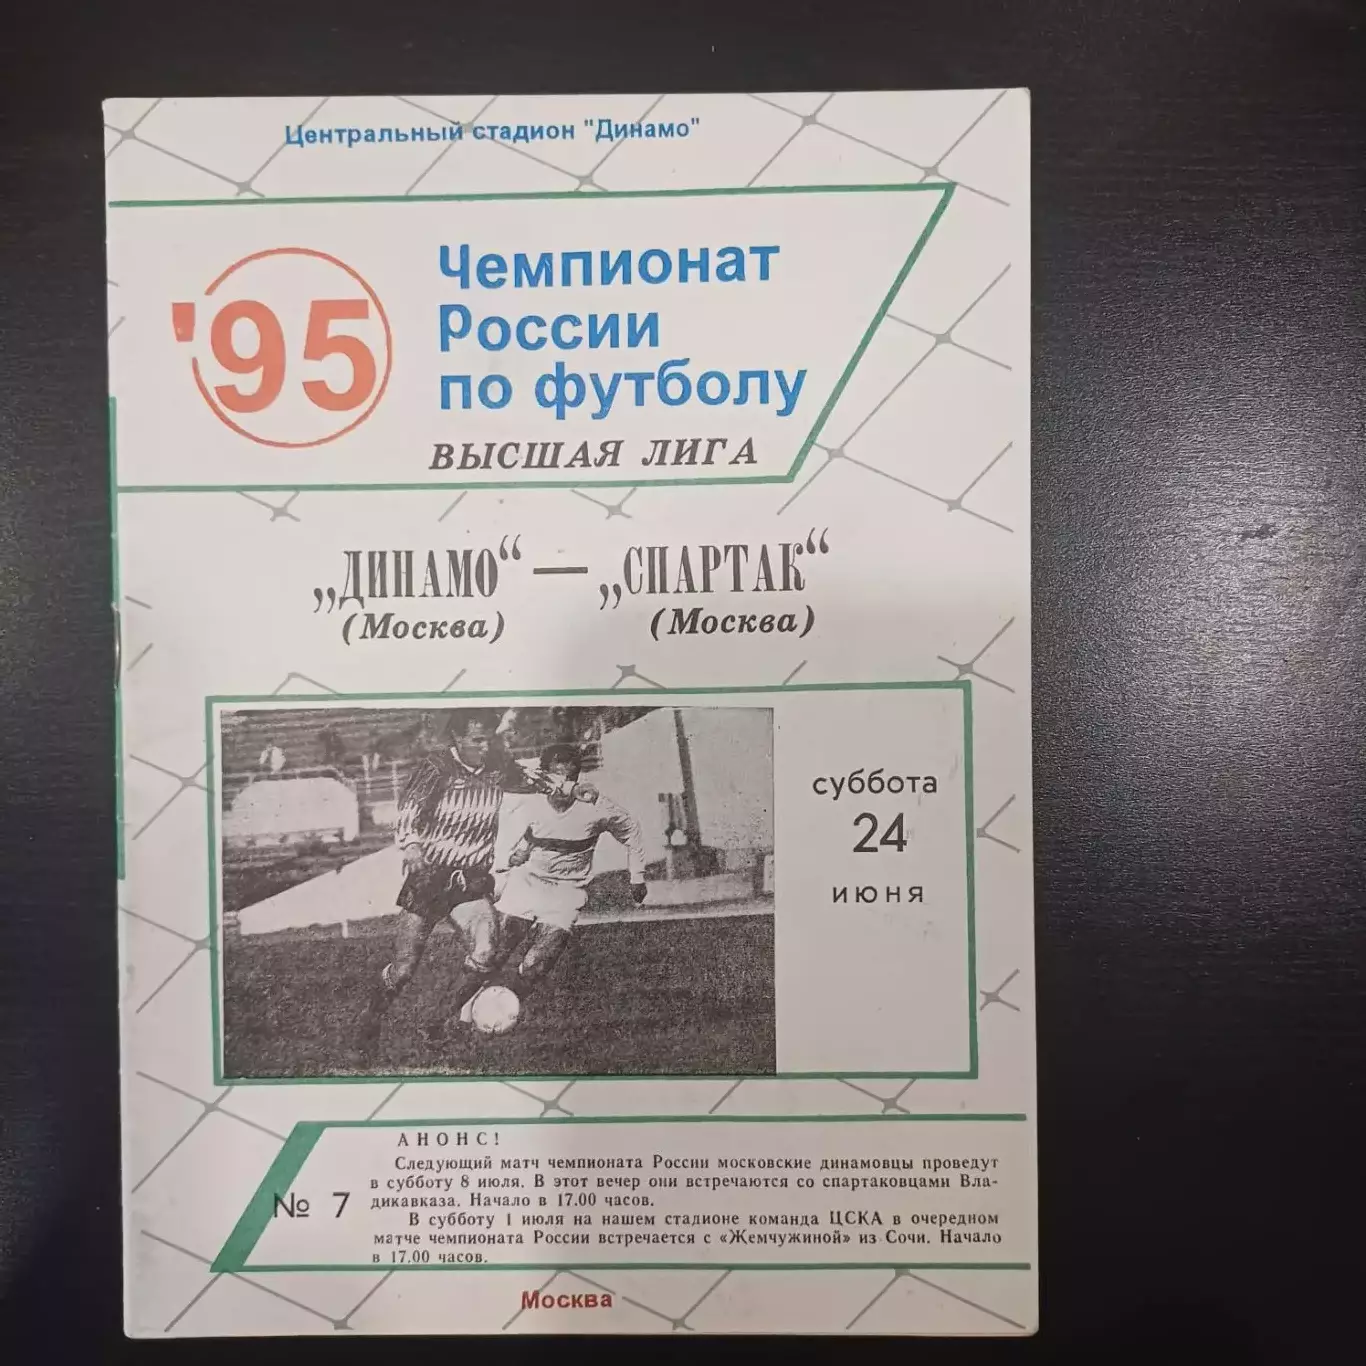 Центральный стадион "Динамо"
'95
Чемпионат
России
по футболу
ВЫСШАЯ ЛИГА
„ДИНАМО“ — „СПАРТАК“
(Москва) (Москва)
суббота
24
июня
АНОНС!
Следующий матч чемпионата России московские динамовцы проведут
в субботу 8 июля. В этот вечер они встречаются со спартаковцами Вла-
дикавказа. Начало в 17.00 часов.
В субботу 1 июля на нашем стадионе команда ЦСКА в очередном
матче чемпионата России встречается с «Жемчужиной» из Сочи. Начало
в 17.00 часов.
№ 7
Москва